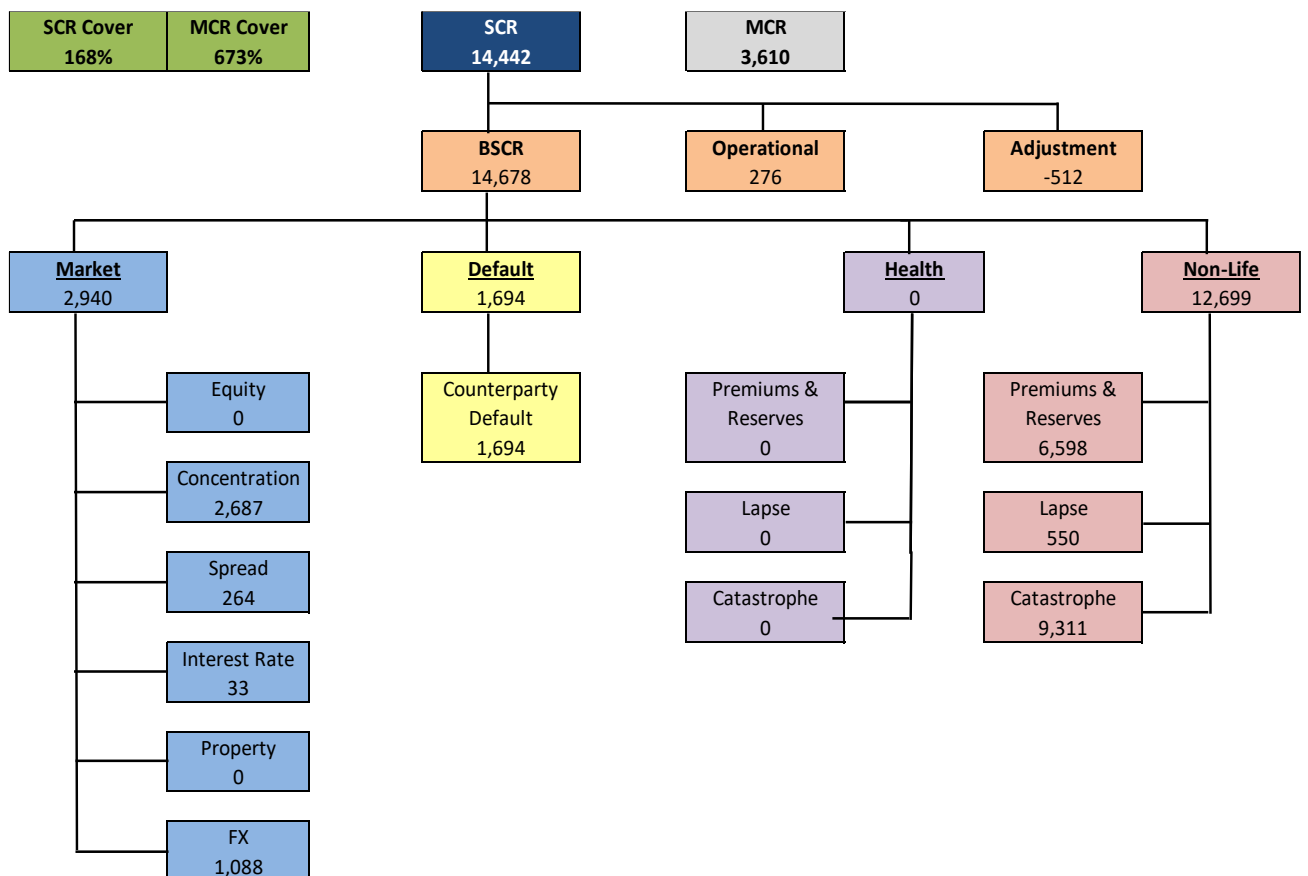 SCR Cover
168%
MCR Cover
673%
SCR
14,442
MCR
3,610
BSCR
14,678
Operational
276
Adjustment
-512
Market
2,940
Default
1,694
Health
0
Non-Life
12,699
Equity
0
Concentration
2,687
Spread
264
Interest Rate
33
Property
0
FX
1,088
Counterparty
Default
1,694
Premiums &
Reserves
0
Lapse
0
Catastrophe
0
Premiums &
Reserves
6,598
Lapse
550
Catastrophe
9,311